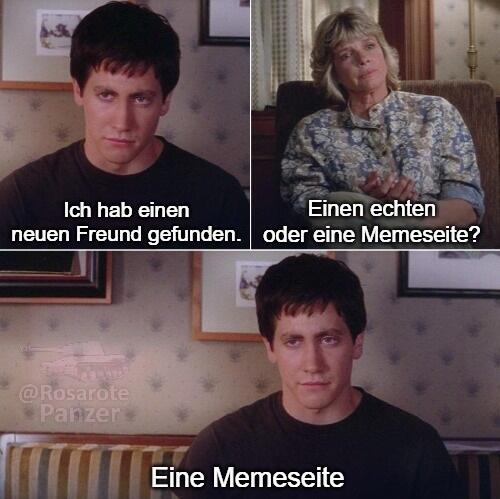 Ich hab einen
neuen Freund gefunden.
Einen echten
oder eine Memeseite?
@Rosarote
Panzer
Eine Memeseite